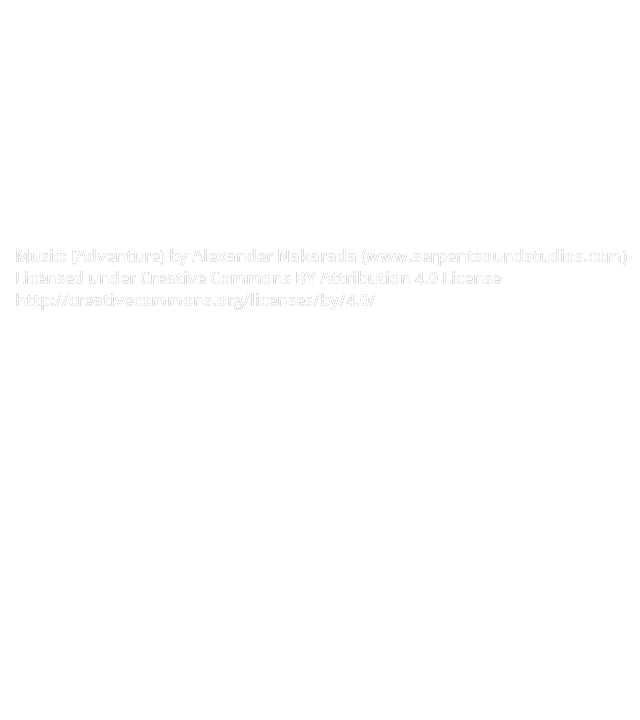 Music: [Adventure] by Alexander Nakarada (www.serpentsoundstudios.com)
Licensed under Creative Commons BY Attribution 4.0 License
http://creativecommons.org/licenses/by/4.0/